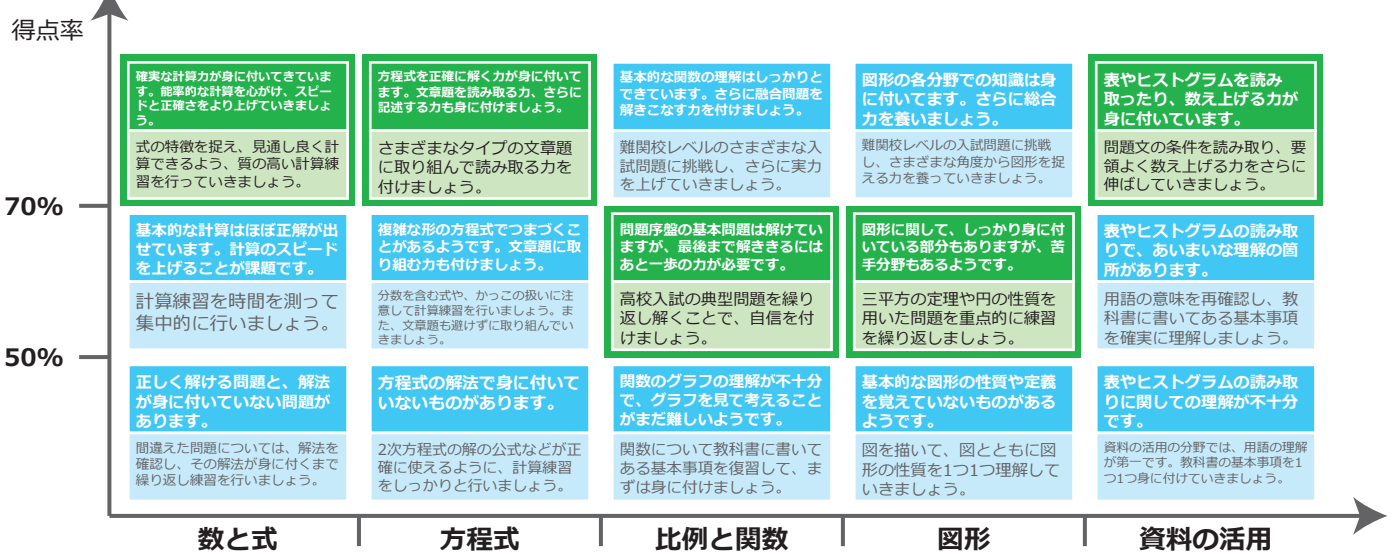 得点率
確実な計算力が身に付いてきていま
す。能率的な計算を心がけ、スピー
ドと正確さをより上げていきましょ
う。
式の特徴を捉え、見通し良く計
算できるよう、質の高い計算練
習を行っていきましょう。
方程式を正確に解く力が身に付いて
ます。文章題を読み取る力、さらに
記述する力も身に付けましょう。
さまざまなタイプの文章題
に取り組んで読み取る力を
付けましょう。
基本的な関数の理解はしっかりと
できています。さらに融合問題を
解きこなす力を付けましょう。
難関校レベルのさまざまな入
試問題に挑戦し、さらに実力
を上げていきましょう。
図形の各分野での知識は身
に付いてます。さらに総合
力を養いましょう。
難関校レベルの入試問題に挑戦
し、さまざまな角度から図形を捉
える力を養っていきましょう。
表やヒストグラムを読み
取ったり、数え上げる力が
身に付いています。
問題文の条件を読み取り、要
領よく数え上げる力をさらに
伸ばしていきましょう。
70%
基本的な計算はほぼ正解が出
せています。計算のスピード
を上げることが課題です。
計算練習を時間を測って
集中的に行いましょう。
複雑な形の方程式でつまづくこ
とがあるようです。文章題に取
り組む力も付けましょう。
分数を含む式や、かっこの扱いに注
意して計算練習を行いましょう。ま
た、文章題も避けずに取り組んでい
きましょう。
問題序盤の基本問題は解けてい
ますが、最後まで解ききるには
あと一歩の力が必要です。
高校入試の典型問題を繰り
返し解くことで、自信を付
けましょう。
図形に関して、しっかり身に付
いている部分もありますが、苦
手分野もあるようです。
三平方の定理や円の性質を
用いた問題を重点的に練習
を繰り返しましょう。
表やヒストグラムの読み取
りで、あいまいな理解の箇
所があります。
用語の意味を再確認し、教
科書に書いてある基本事項
を確実に理解しましょう。
50%
正しく解ける問題と、解法
が身に付いていない問題が
あります。
間違えた問題については、解法を
確認し、その解法が身に付くまで
繰り返し練習を行いましょう。
方程式の解法で身に付いて
いないものがあります。
2次方程式の解の公式などが正
確に使えるように、計算練習
をしっかりと行いましょう。
関数のグラフの理解が不十分
で、グラフを見て考えること
がまだ難しいようです。
関数について教科書に書いて
ある基本事項を復習して、ま
ずは身に付けましょう。
基本的な図形の性質や定義
を覚えていないものがある
ようです。
図を描いて、図とともに図
形の性質を1つ1つ理解して
いきましょう。
表やヒストグラムの読み取
りに関しての理解が不十分
です。
資料の活用の分野では、用語の理解
が第一です。教科書の基本事項を1
つ1つ身に付けていきましょう。
数と式
方程式
比例と関数
図形
資料の活用